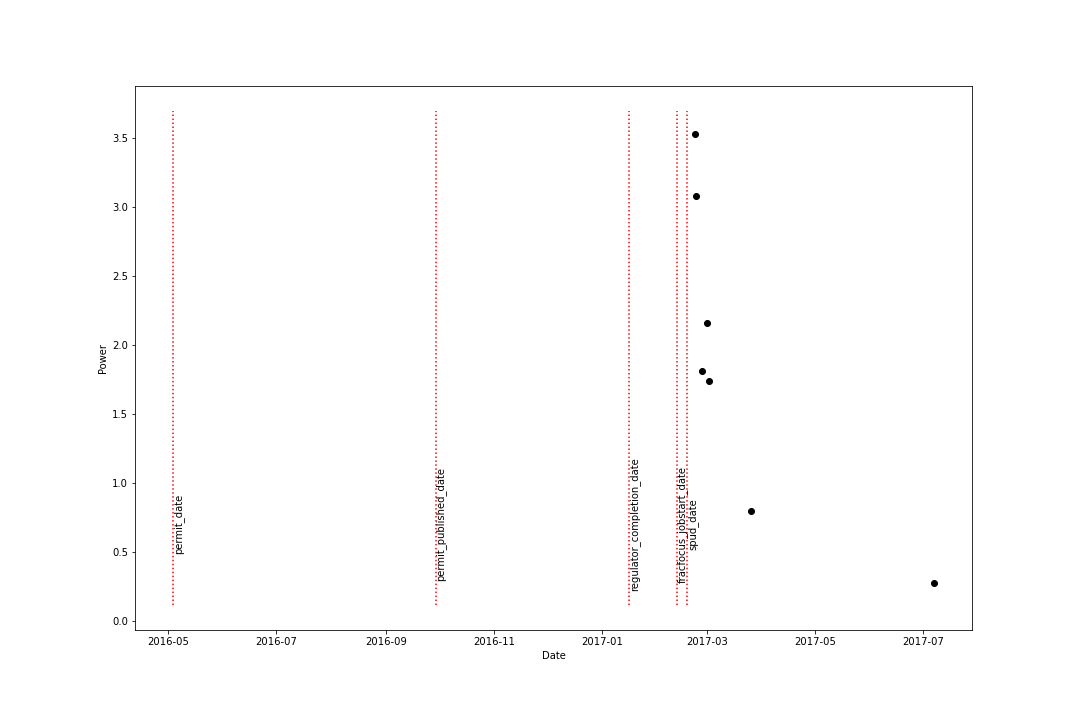 3.5
3.0
2.5
2.0
1.5
1.0
0.5
0.0
Power
permit_date
permit_published_date
regulator_completion_date
fracfocus_jobstart_date
spud_date
2016-05 2016-07 2016-09 2016-11 2017-01 2017-03 2017-05 2017-07
Date